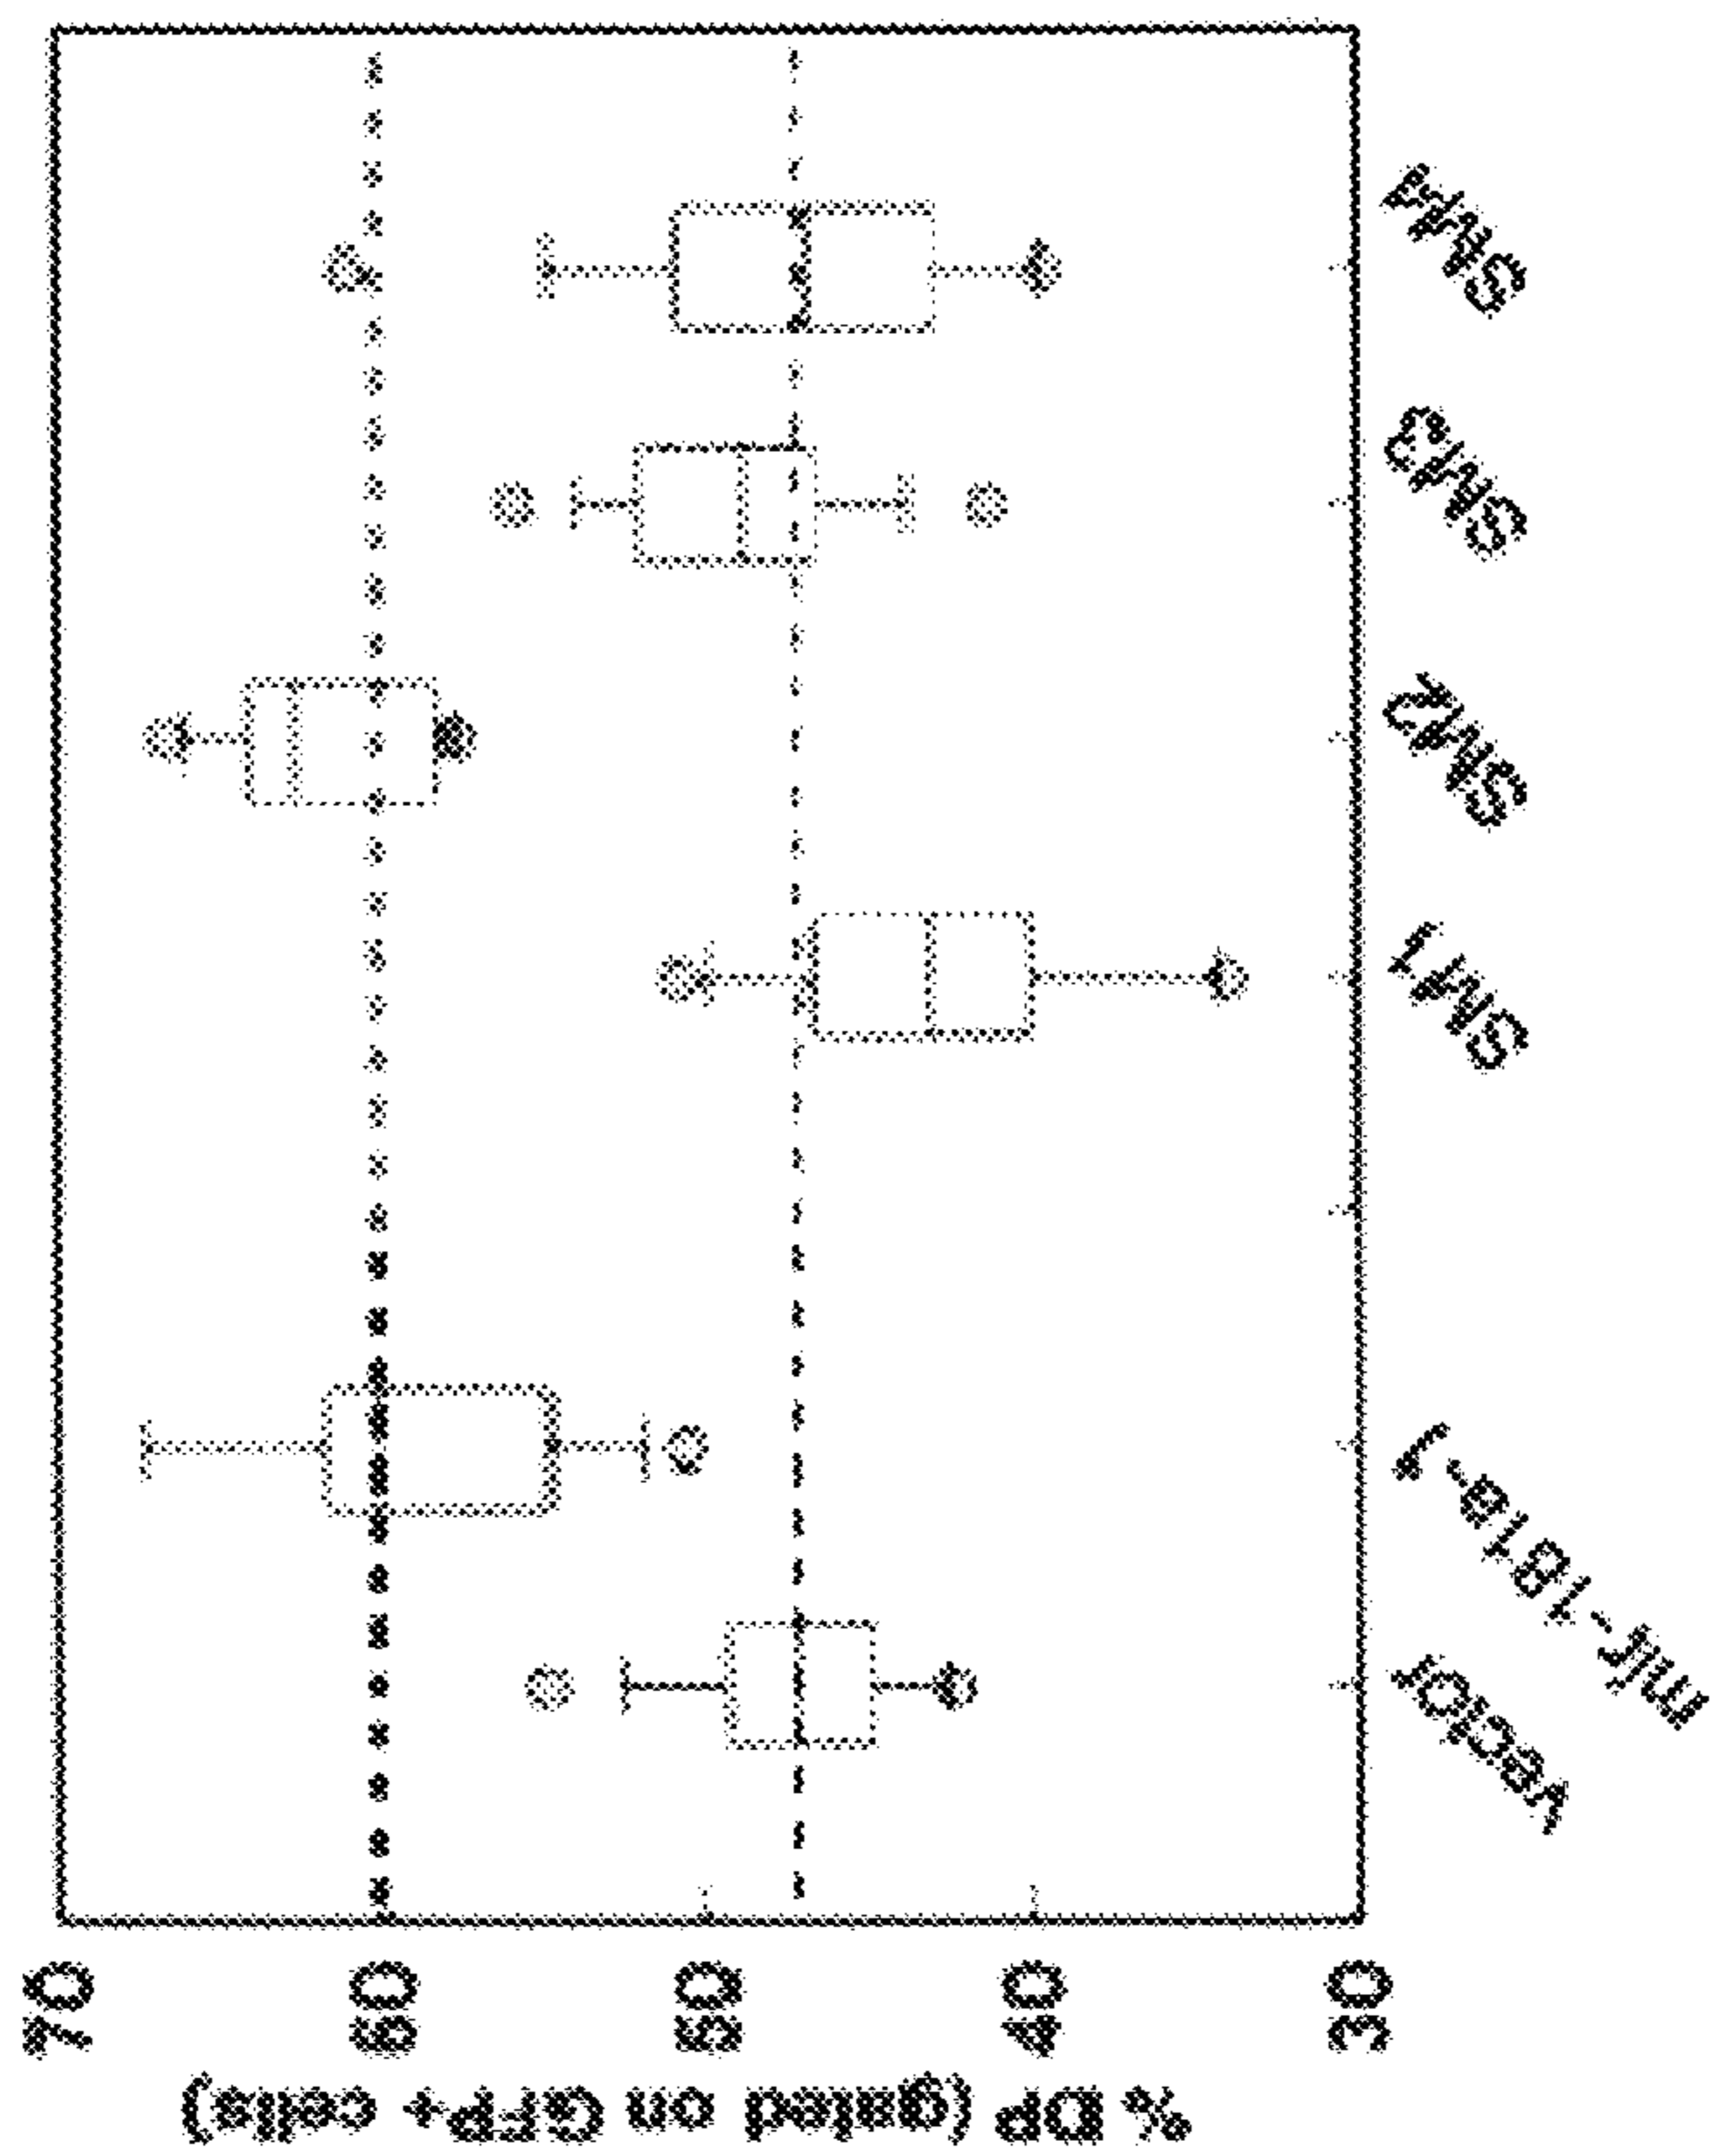 % DP (gated on GFP+ cells)
70
60
50
40
30
Vector
mir-181a-1
SM1
SM2
SM3
SM4